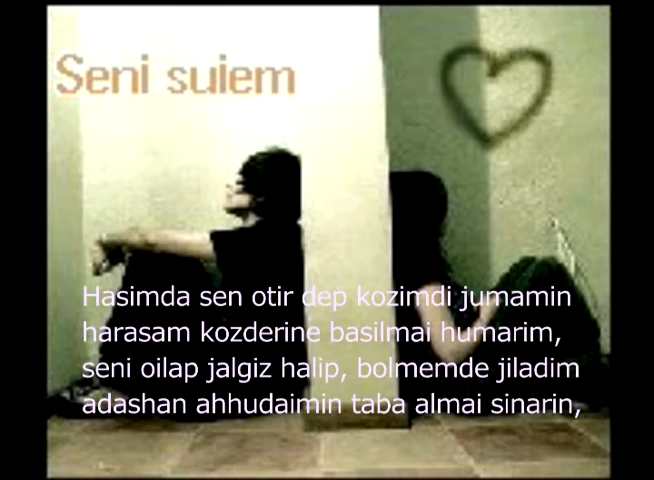 Seni suiem
Hasimda sen otir dep kozimdi jumamin
harasam kozderine basilmai humarim,
seni oilap jalgiz halip, bolmemde jiladim
adashan ahhudaimin taba almai sinarin,